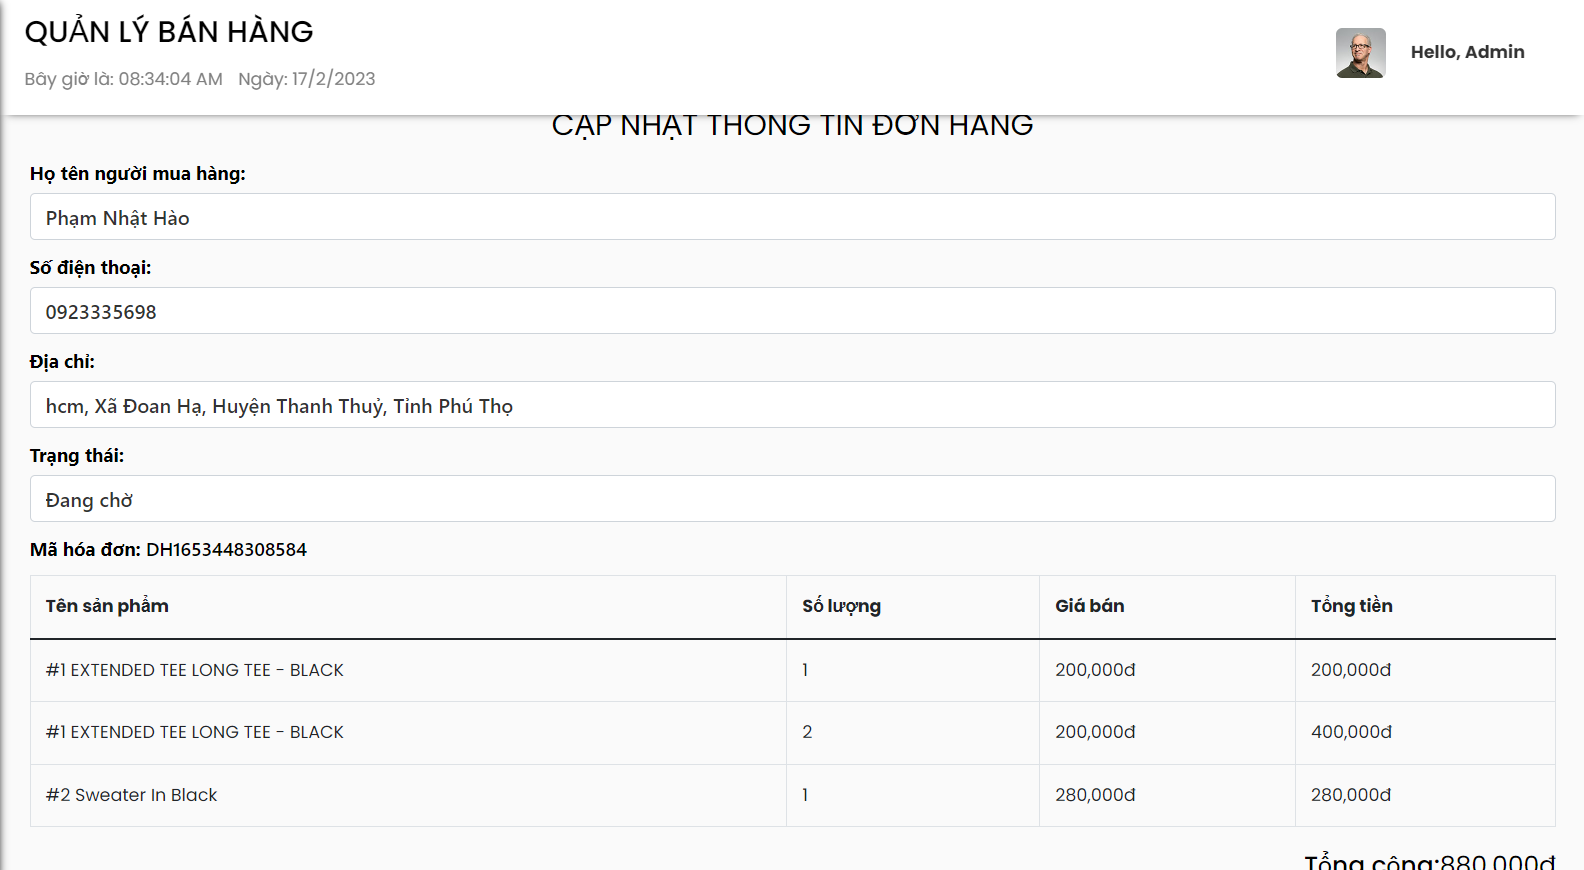 QUẢN LÝ BÁN HÀNG
Bây giờ là: 08:34:04 AM Ngày: 17/2/2023
Hello, Admin
CẬP NHẬT THÔNG TIN ĐƠN HÀNG
Họ tên người mua hàng:
Phạm Nhật Hào
Số điện thoại:
0923335698
Địa chỉ:
hcm, Xã Đoan Hạ, Huyện Thanh Thuỷ, Tỉnh Phú Thọ
Trạng thái:
Đang chờ
Mã hóa đơn: DH1653448308584
Tên sản phẩm Số lượng Giá bán Tổng tiền
#1 EXTENDED TEE LONG TEE - BLACK 1 200,000đ 200,000đ
#1 EXTENDED TEE LONG TEE - BLACK 2 200,000đ 400,000đ
#2 Sweater In Black 1 280,000đ 280,000đ
Tổng cộng:880,000đ